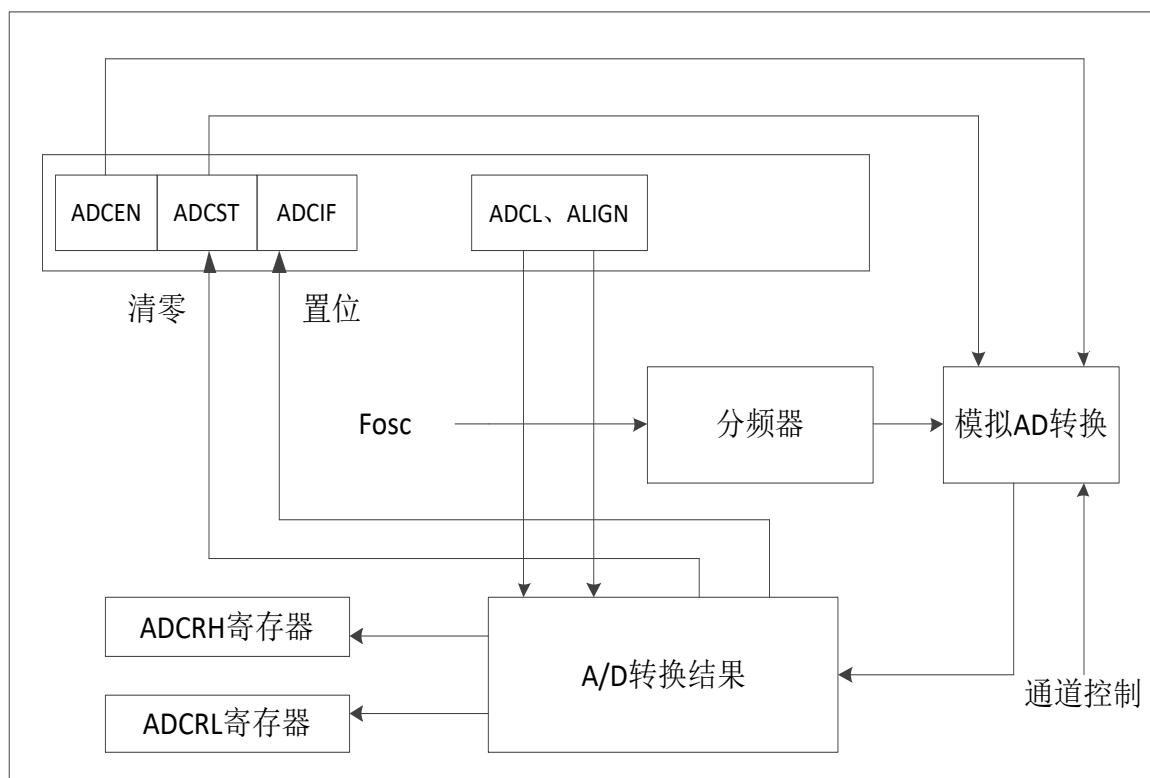 ADCEN
ADCST
ADCIF
ADCL、ALIGN
清零
置位
Fosc
分频器
模拟AD转换
ADCRH寄存器
A/D转换结果
通道控制
ADCRL寄存器